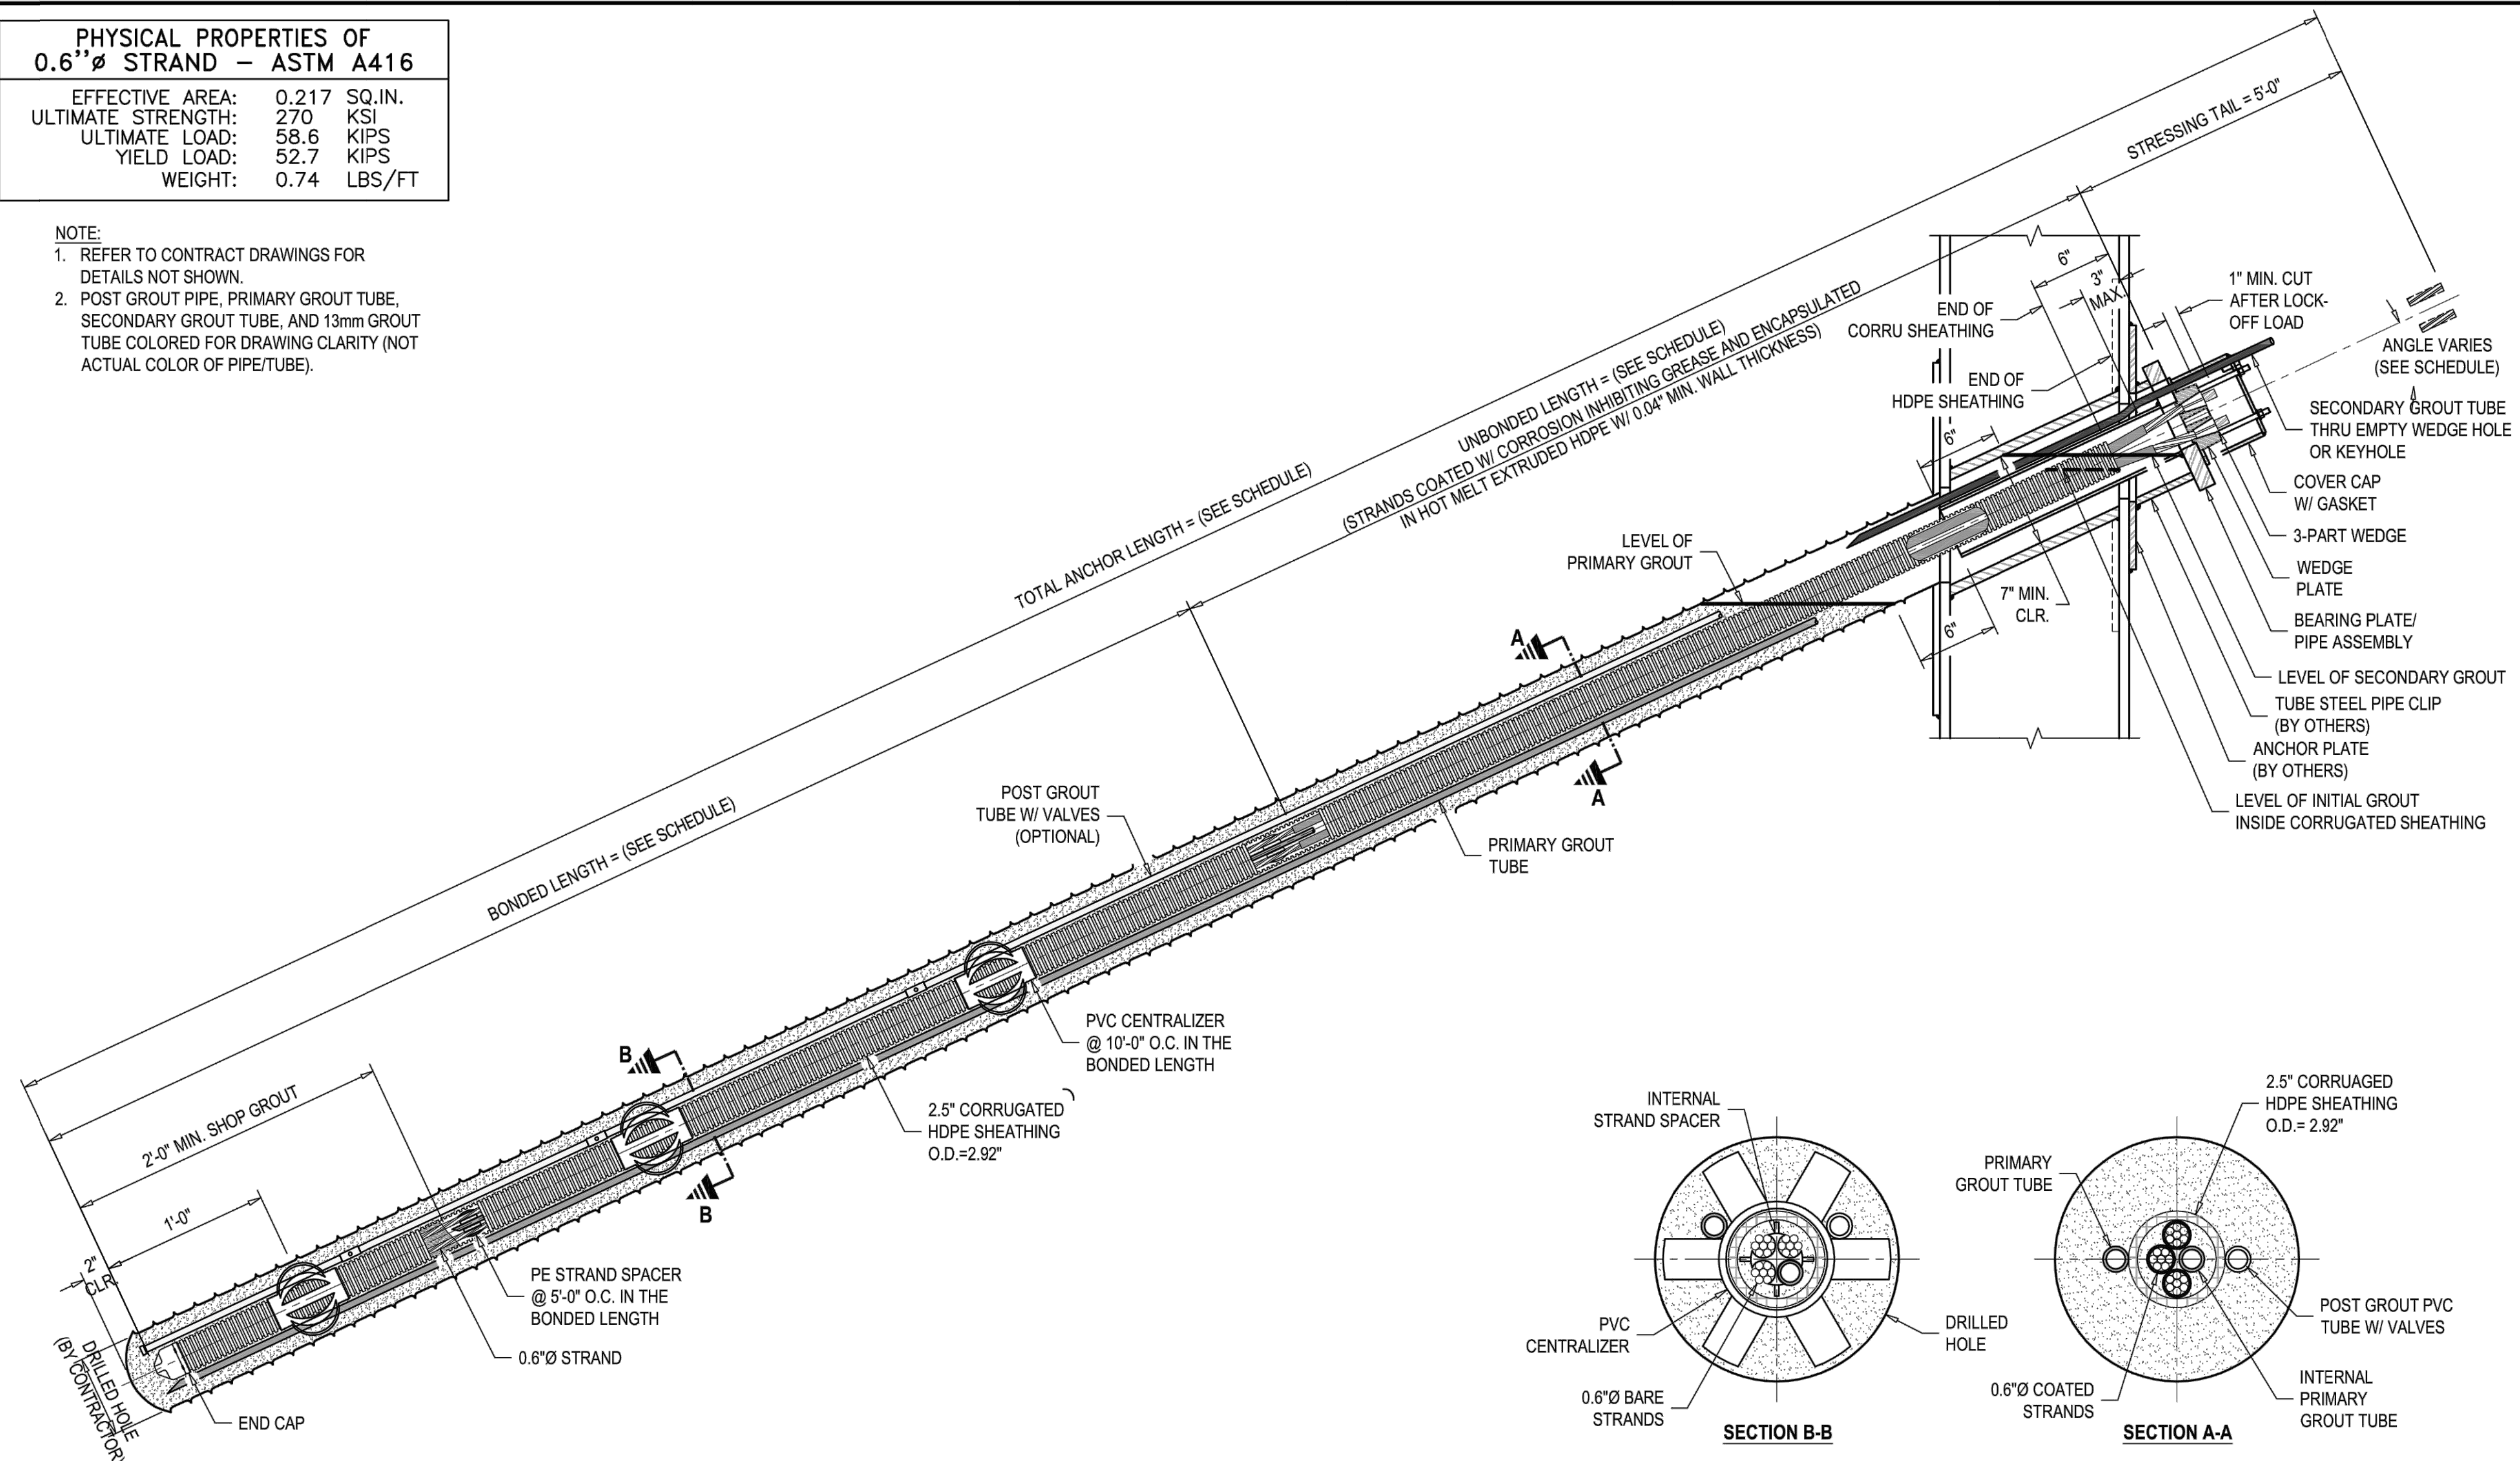 PHYSICAL PROPERTIES OF
0.6''ø STRAND – ASTM A416
EFFECTIVE AREA: 0.217 SQ.IN.
ULTIMATE STRENGTH: 270 KSI
ULTIMATE LOAD: 58.6 KIPS
YIELD LOAD: 52.7 KIPS
WEIGHT: 0.74 LBS/FT
NOTE:
1. REFER TO CONTRACT DRAWINGS FOR
DETAILS NOT SHOWN.
2. POST GROUT PIPE, PRIMARY GROUT TUBE,
SECONDARY GROUT TUBE, AND 13mm GROUT
TUBE COLORED FOR DRAWING CLARITY (NOT
ACTUAL COLOR OF PIPE/TUBE).
TOTAL ANCHOR LENGTH = (SEE SCHEDULE)
STRESSING TAIL = 5'-0"
UNBONDED LENGTH = (SEE SCHEDULE)
(STRANDS COATED W/ CORROSION INHIBITING GREASE AND ENCAPSULATED
IN HOT MELT EXTRUDED HDPE W/ 0.04" MIN. WALL THICKNESS)
BONDED LENGTH = (SEE SCHEDULE)
2'-0" MIN. SHOP GROUT
1'-0"
2"
CLR.
DRILLED HOLE
(BY CONTRACTOR)
END CAP
0.6"Ø STRAND
PE STRAND SPACER
@ 5'-0" O.C. IN THE
BONDED LENGTH
B
B
2.5" CORRUGATED
HDPE SHEATHING
O.D.=2.92"
PVC CENTRALIZER
@ 10'-0" O.C. IN THE
BONDED LENGTH
POST GROUT
TUBE W/ VALVES
(OPTIONAL)
PRIMARY GROUT
TUBE
A
A
LEVEL OF
PRIMARY GROUT
6"
6"
7" MIN.
CLR.
6"
3"
MAX.
END OF
CORRU SHEATHING
END OF
HDPE SHEATHING
1" MIN. CUT
AFTER LOCK-
OFF LOAD
ANGLE VARIES
(SEE SCHEDULE)
SECONDARY GROUT TUBE
THRU EMPTY WEDGE HOLE
OR KEYHOLE
COVER CAP
W/ GASKET
3-PART WEDGE
WEDGE
PLATE
BEARING PLATE/
PIPE ASSEMBLY
LEVEL OF SECONDARY GROUT
TUBE STEEL PIPE CLIP
(BY OTHERS)
ANCHOR PLATE
(BY OTHERS)
LEVEL OF INITIAL GROUT
INSIDE CORRUGATED SHEATHING
INTERNAL
STRAND SPACER
PVC
CENTRALIZER
0.6"Ø BARE
STRANDS
DRILLED
HOLE
SECTION B-B
2.5" CORRUAGED
HDPE SHEATHING
O.D.= 2.92"
PRIMARY
GROUT TUBE
POST GROUT PVC
TUBE W/ VALVES
INTERNAL
PRIMARY
GROUT TUBE
0.6"Ø COATED
STRANDS
SECTION A-A